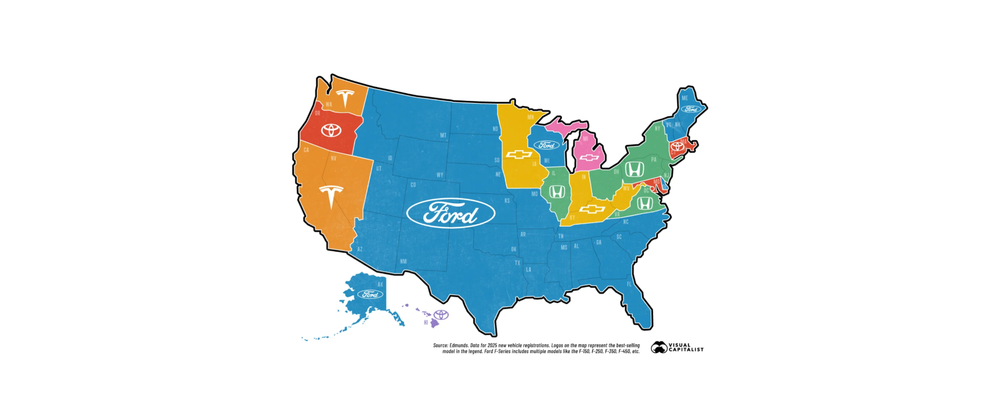 ME
WA
OR
MN
NY
VT
NH
ND
MT
MI
MA
CA
NV
ID
SD
IA
WI
CT
PA
UT
WY
NE
IL
IN
OH
NJ
CO
MO
KS
WV
MD
DC
KY
VA
NC
Ford
Ford
Ford
AR
TN
SC
GA
AL
MS
AZ
OK
NM
TX
LA
FL
AK
Ford
HI
Source: Edmunds. Data for 2025 new vehicle registrations. Logos on the map represent the best-selling
model in the legend. Ford F-Series includes multiple models like the F-150, F-250, F-350, F-450, etc.
VISUAL
CAPITALIST